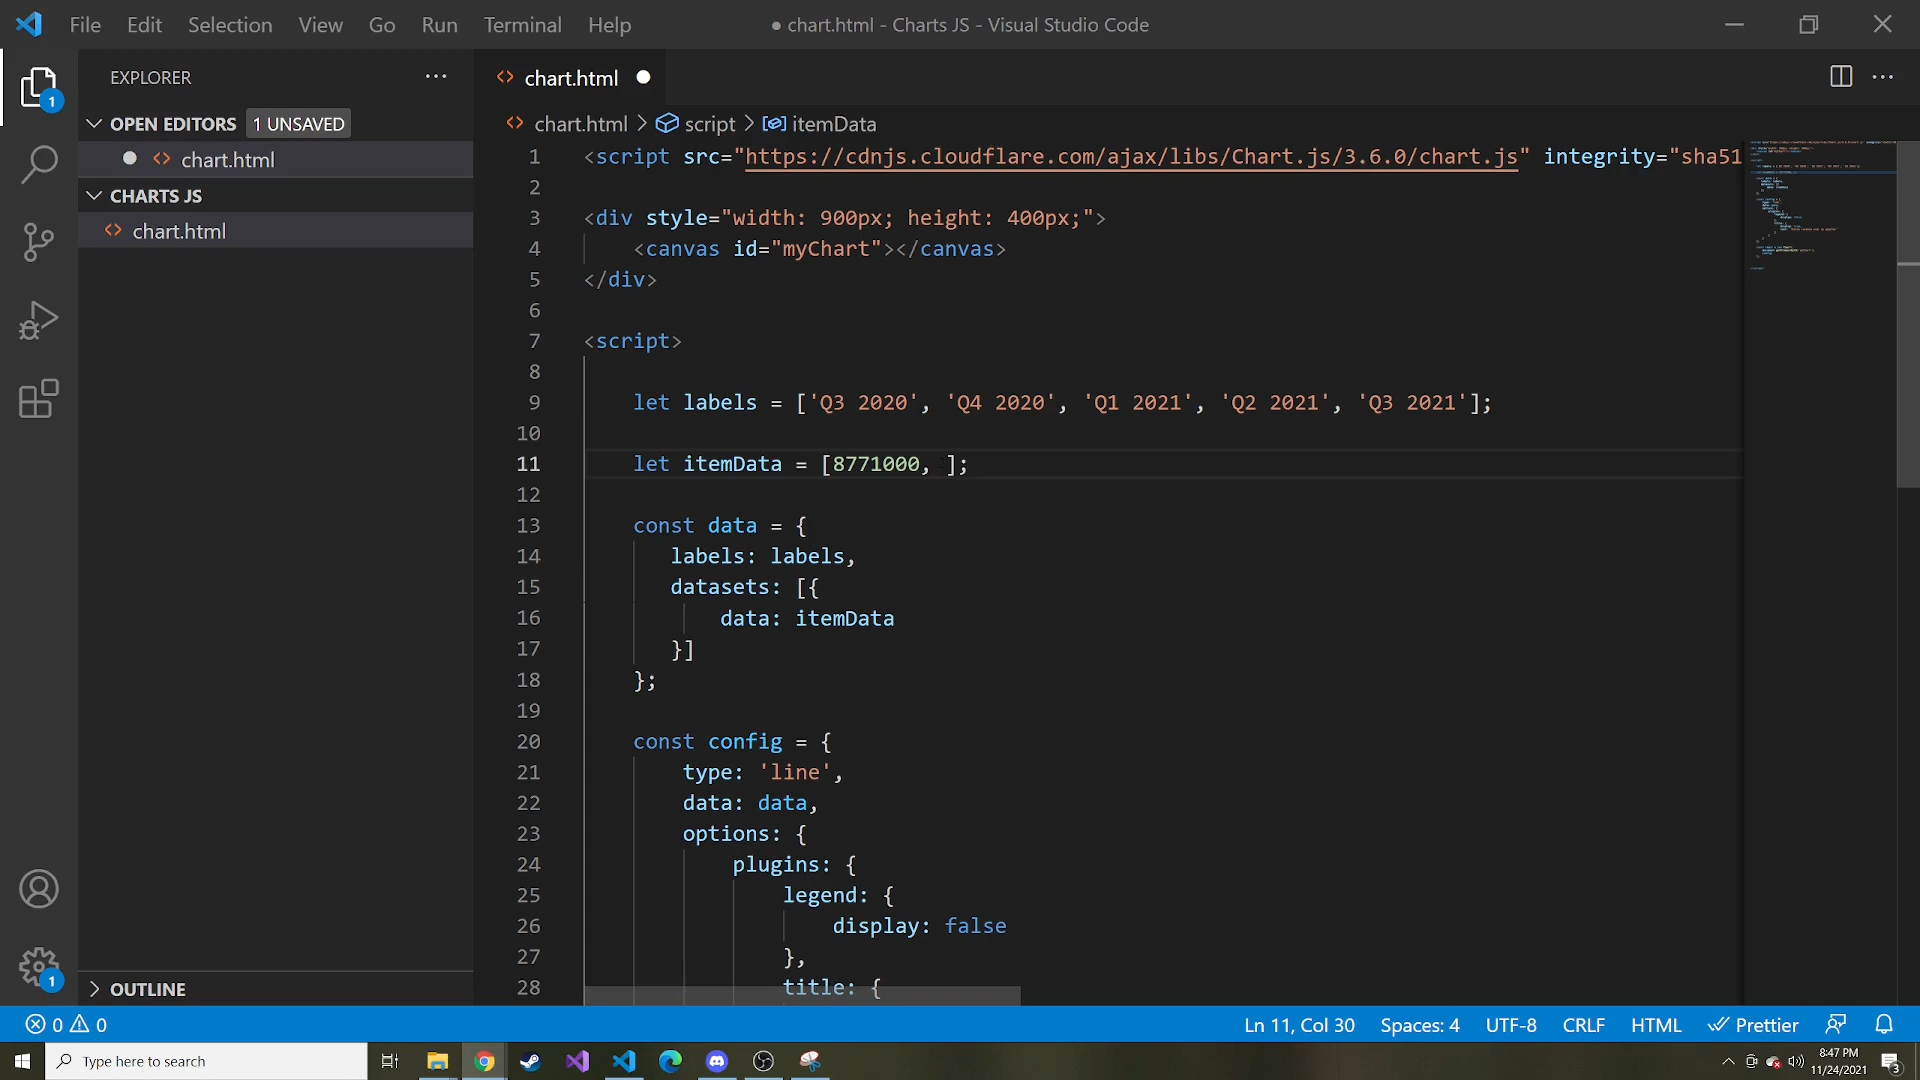 File Edit Selection View Go Run Terminal Help
● chart.html - Charts JS - Visual Studio Code
EXPLORER
1
OPEN EDITORS 1 UNSAVED
chart.html
CHARTS JS
chart.html
OUTLINE
1
chart.html
chart.html > script > itemData
1 <script src="https://cdnjs.cloudflare.com/ajax/libs/Chart.js/3.6.0/chart.js" integrity="sha51
2
3 <div style="width: 900px; height: 400px;">
4 <canvas id="myChart"></canvas>
5 </div>
6
7 <script>
8
9 let labels = ['Q3 2020', 'Q4 2020', 'Q1 2021', 'Q2 2021', 'Q3 2021'];
10
11 let itemData = [8771000, ];
12
13 const data = {
14 labels: labels,
15 datasets: [{
16 data: itemData
17 }]
18 };
19
20 const config = {
21 type: 'line',
22 data: data,
23 options: {
24 plugins: {
25 legend: {
26 display: false
27 },
28 title: {
0 0
Ln 11, Col 30 Spaces: 4 UTF-8 CRLF HTML Prettier
Type here to search
8:47 PM
11/24/2021
3